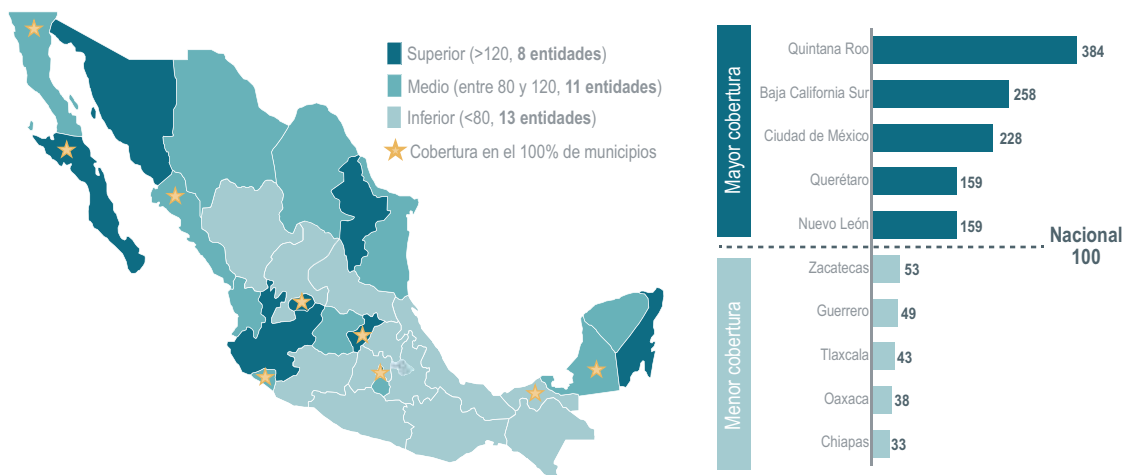 Superior (>120, 8 entidades)
Medio (entre 80 y 120, 11 entidades)
Inferior (<80, 13 entidades)
Cobertura en el 100% de municipios
Mayor cobertura
Quintana Roo 384
Baja California Sur 258
Ciudad de México 228
Querétaro 159
Nuevo León 159
Nacional
100
Menor cobertura
Zacatecas 53
Guerrero 49
Tlaxcala 43
Oaxaca 38
Chiapas 33